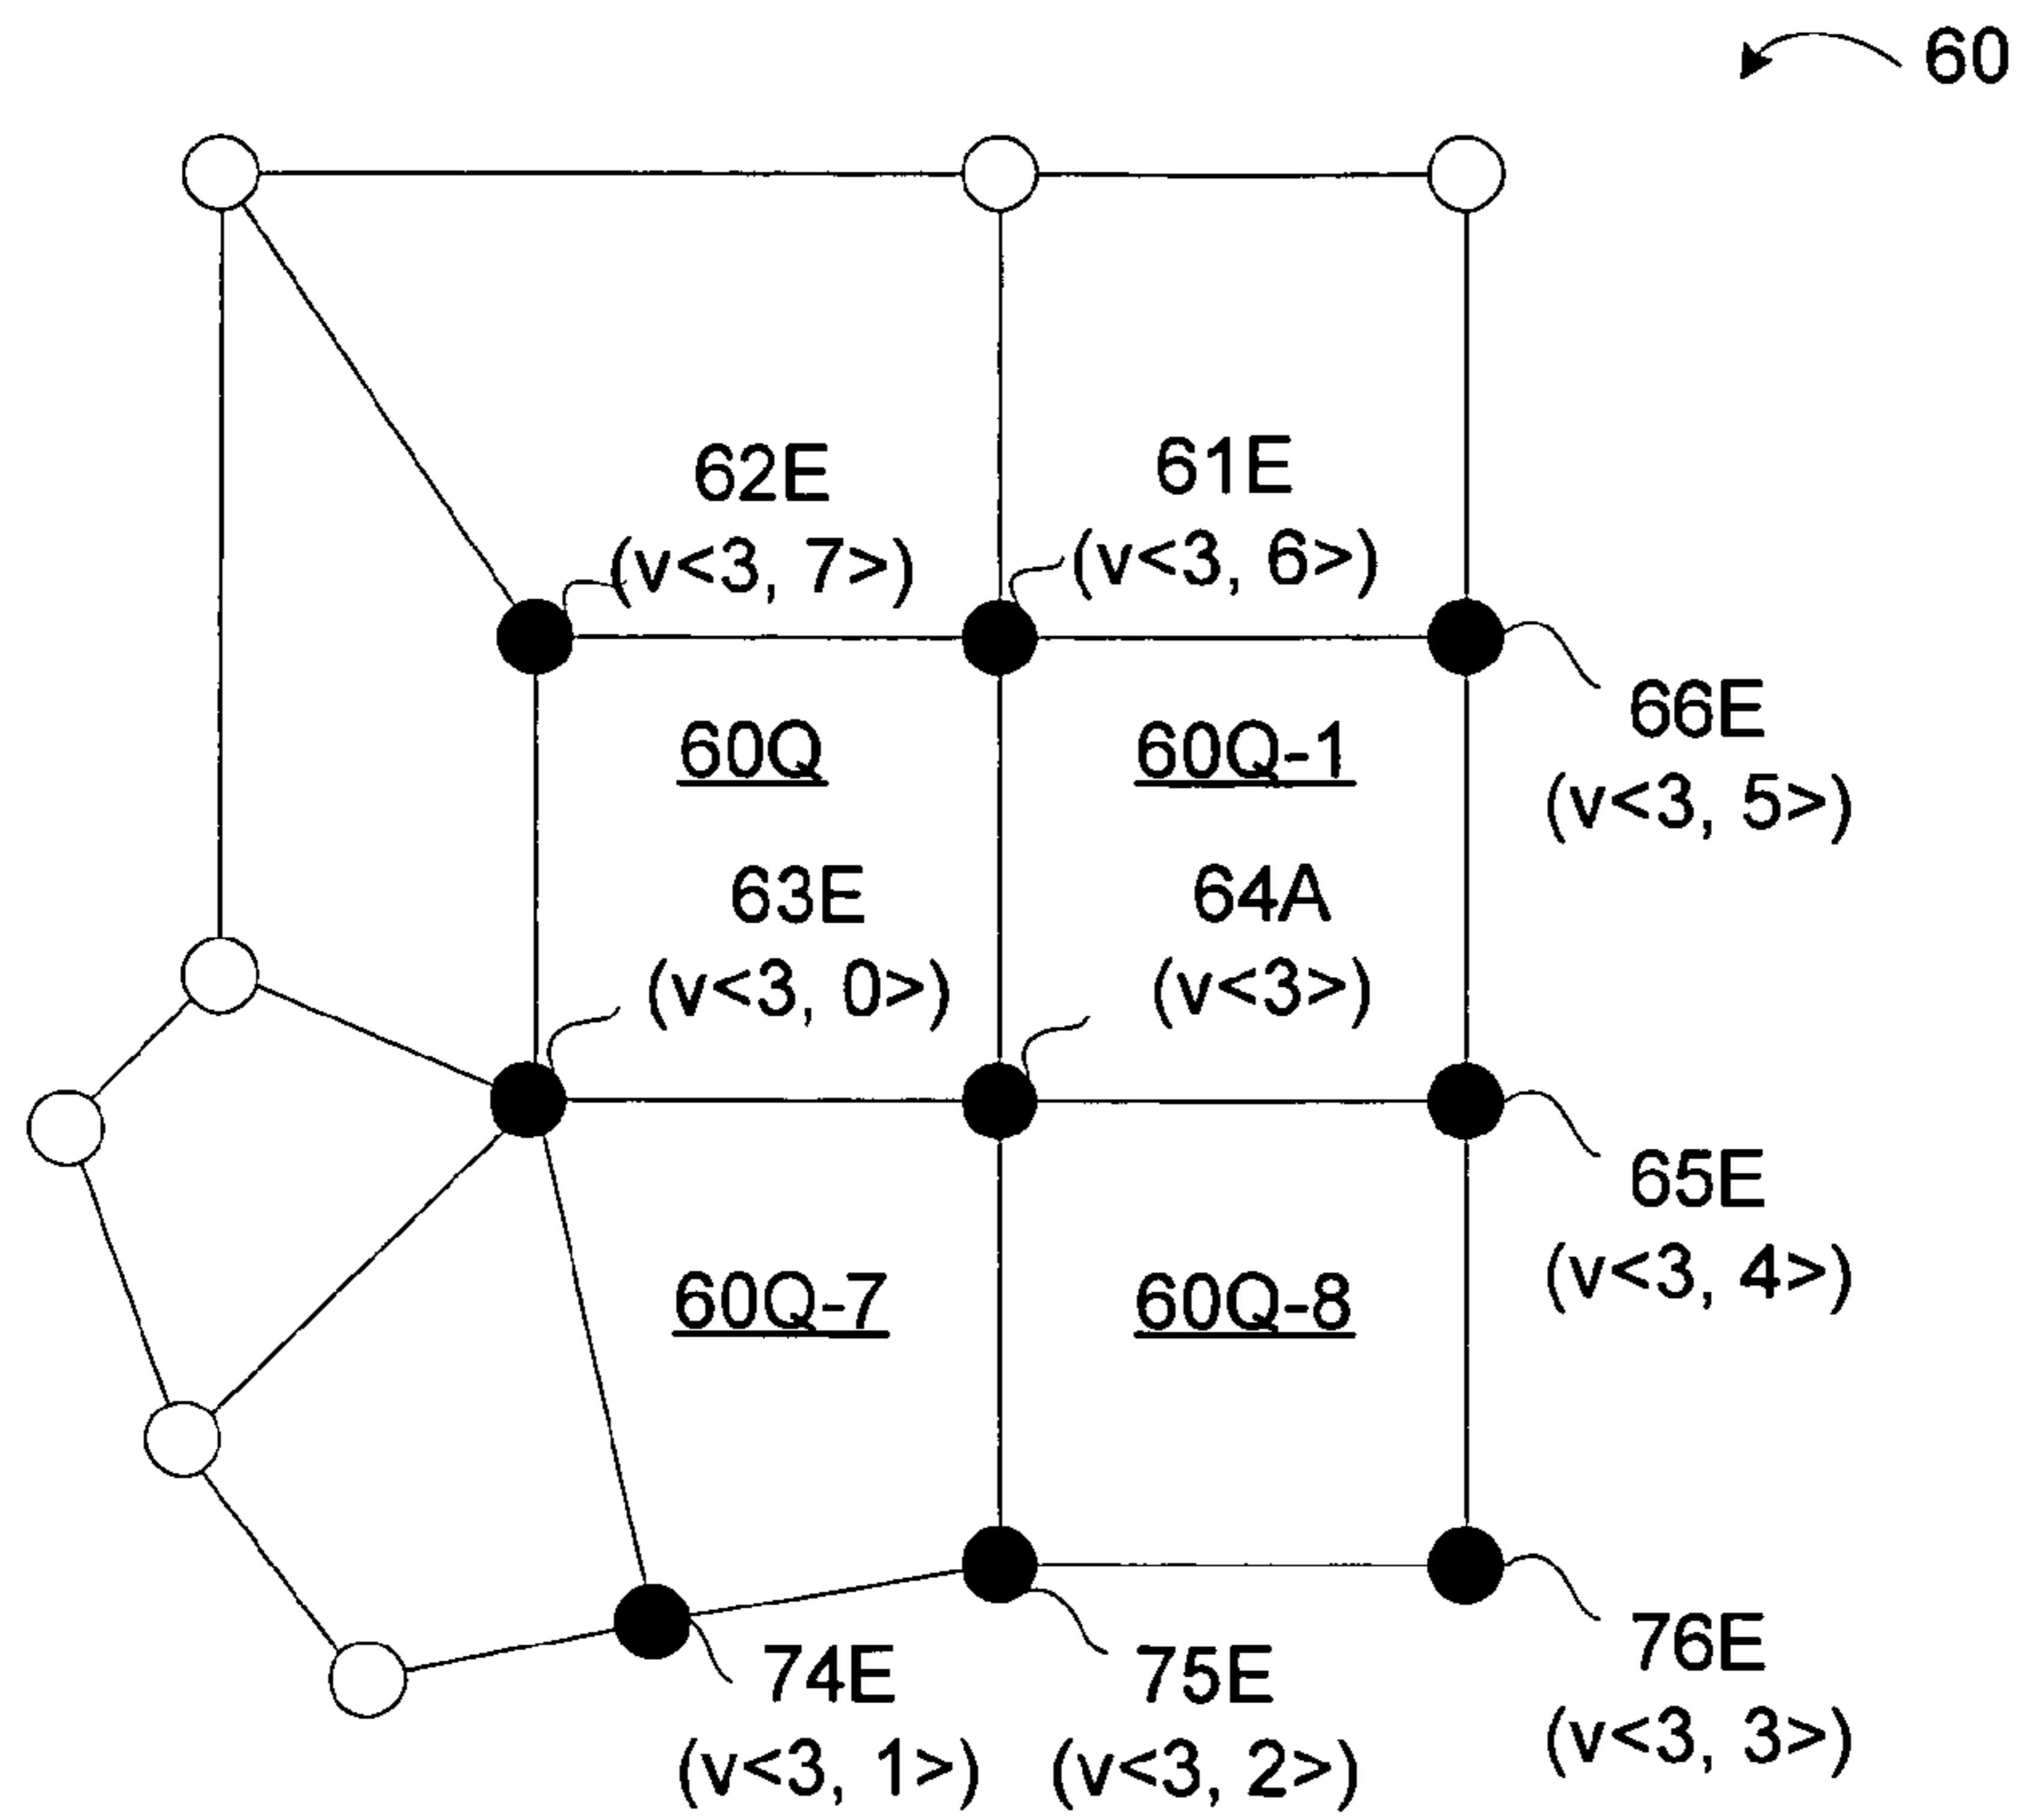 60
62E
(v<3, 7>)
61E
(v<3, 6>)
60Q
60Q-1
66E
(v<3, 5>)
63E
(v<3, 0>)
64A
(v<3>)
65E
(v<3, 4>)
60Q-7
60Q-8
74E
(v<3, 1>)
75E
(v<3, 2>)
76E
(v<3, 3>)